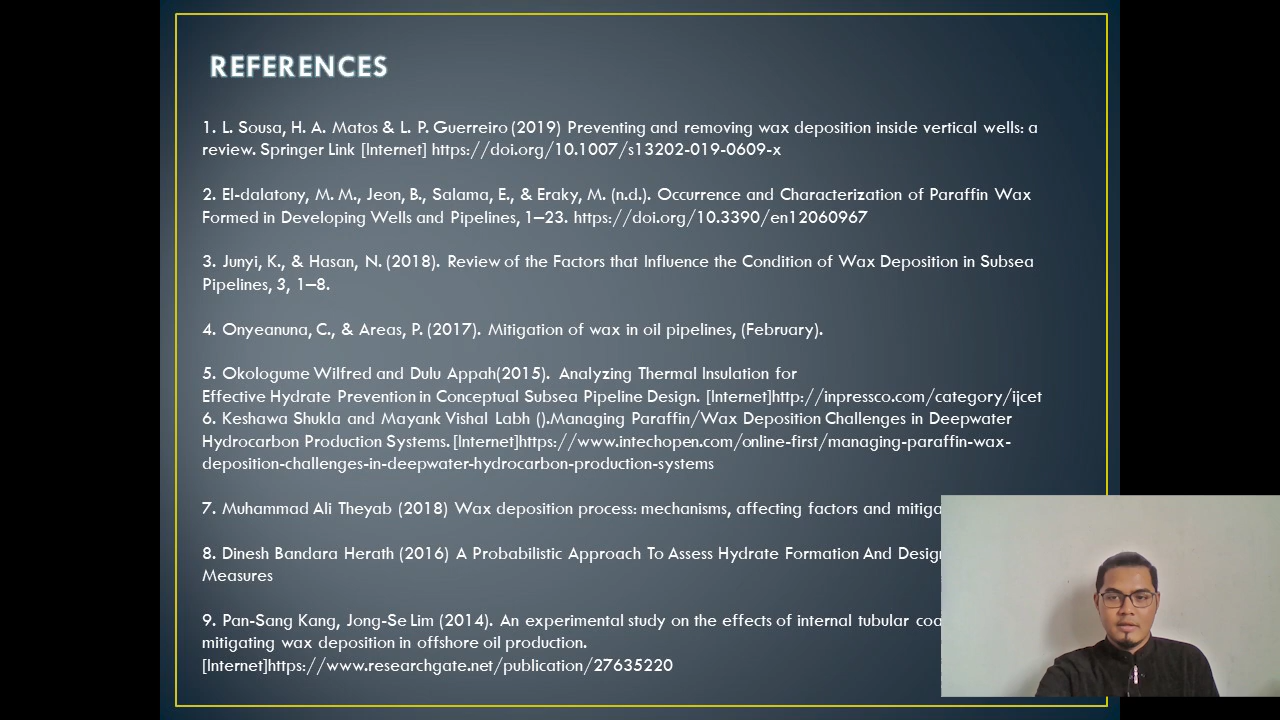 REFERENCES
1. L. Sousa, H. A. Matos & L. P. Guerreiro (2019) Preventing and removing wax deposition inside vertical wells: a
review. Springer Link [Internet] https://doi.org/10.1007/s13202-019-0609-x
2. El-dalatony, M. M., Jeon, B., Salama, E., & Eraky, M. (n.d.). Occurrence and Characterization of Paraffin Wax
Formed in Developing Wells and Pipelines, 1–23. https://doi.org/10.3390/en12060967
3. Junyi, K., & Hasan, N. (2018). Review of the Factors that Influence the Condition of Wax Deposition in Subsea
Pipelines, 3, 1–8.
4. Onyeanuna, C., & Areas, P. (2017). Mitigation of wax in oil pipelines, (February).
5. Okologume Wilfred and Dulu Appah(2015). Analyzing Thermal Insulation for
Effective Hydrate Prevention in Conceptual Subsea Pipeline Design. [Internet]http://inpressco.com/category/ijcet
6. Keshawa Shukla and Mayank Vishal Labh ().Managing Paraffin/Wax Deposition Challenges in Deepwater
Hydrocarbon Production Systems. [Internet]https://www.intechopen.com/online-first/managing-paraffin-wax-
deposition-challenges-in-deepwater-hydrocarbon-production-systems
7. Muhammad Ali Theyab (2018) Wax deposition process: mechanisms, affecting factors and
8. Dinesh Bandara Herath (2016) A Probabilistic Approach To Assess Hydrate Formation And Design
Measures
9. Pan-Sang Kang, Jong-Se Lim (2014). An experimental study on the effects of internal tubular
mitigating wax deposition in offshore oil production.
[Internet]https://www.researchgate.net/publication/27635220